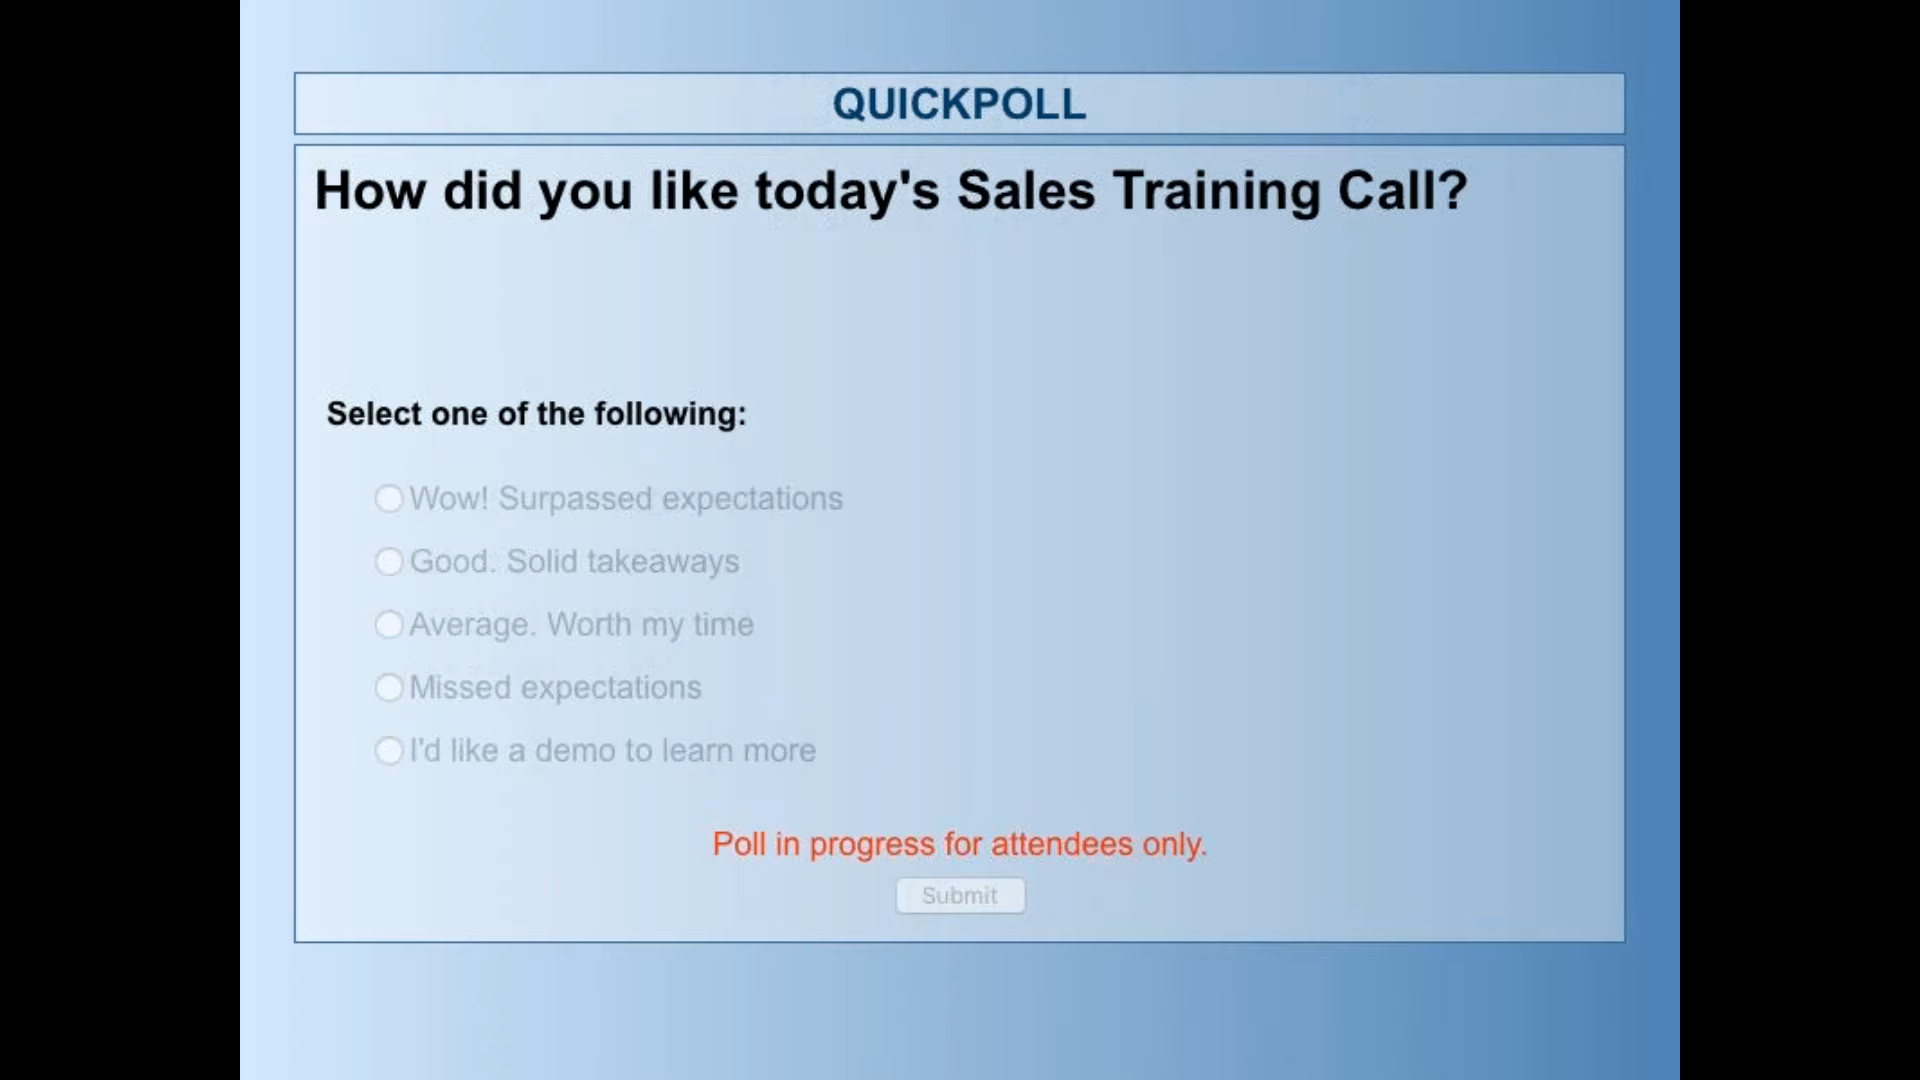 QUICKPOLL
How did you like today's Sales Training Call?
Select one of the following:
Wow! Surpassed expectations
Good. Solid takeaways
Average. Worth my time
Missed expectations
I'd like a demo to learn more
Poll in progress for attendees only.
Submit